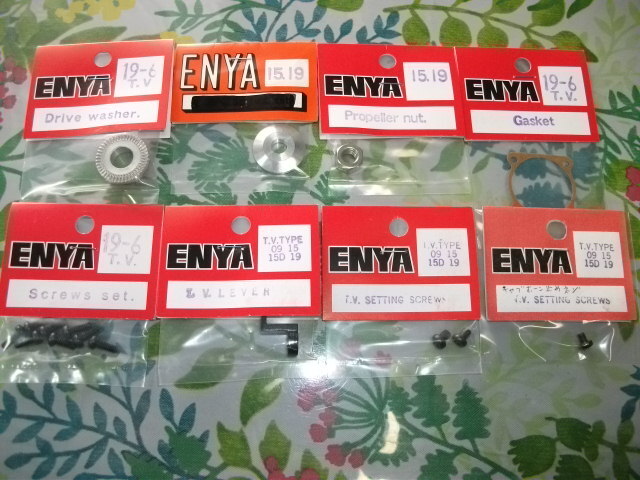 ENYA
19-6
T.V
Drive washer.
ENYA
15.19
ENYA
15.19
Propeller nut.
ENYA
19-6
T.V.
Gasket
ENYA
19-6
T.V.
Screws set.
ENYA
T.V.TYPE
09 15
15D 19
T.V.LEVER
ENYA
T.V.TYPE
09 15
15D 19
T.V. SETTING SCREWS
ENYA
T.V.TYPE
09 15
15D 19
T.V. SETTING SCREWS